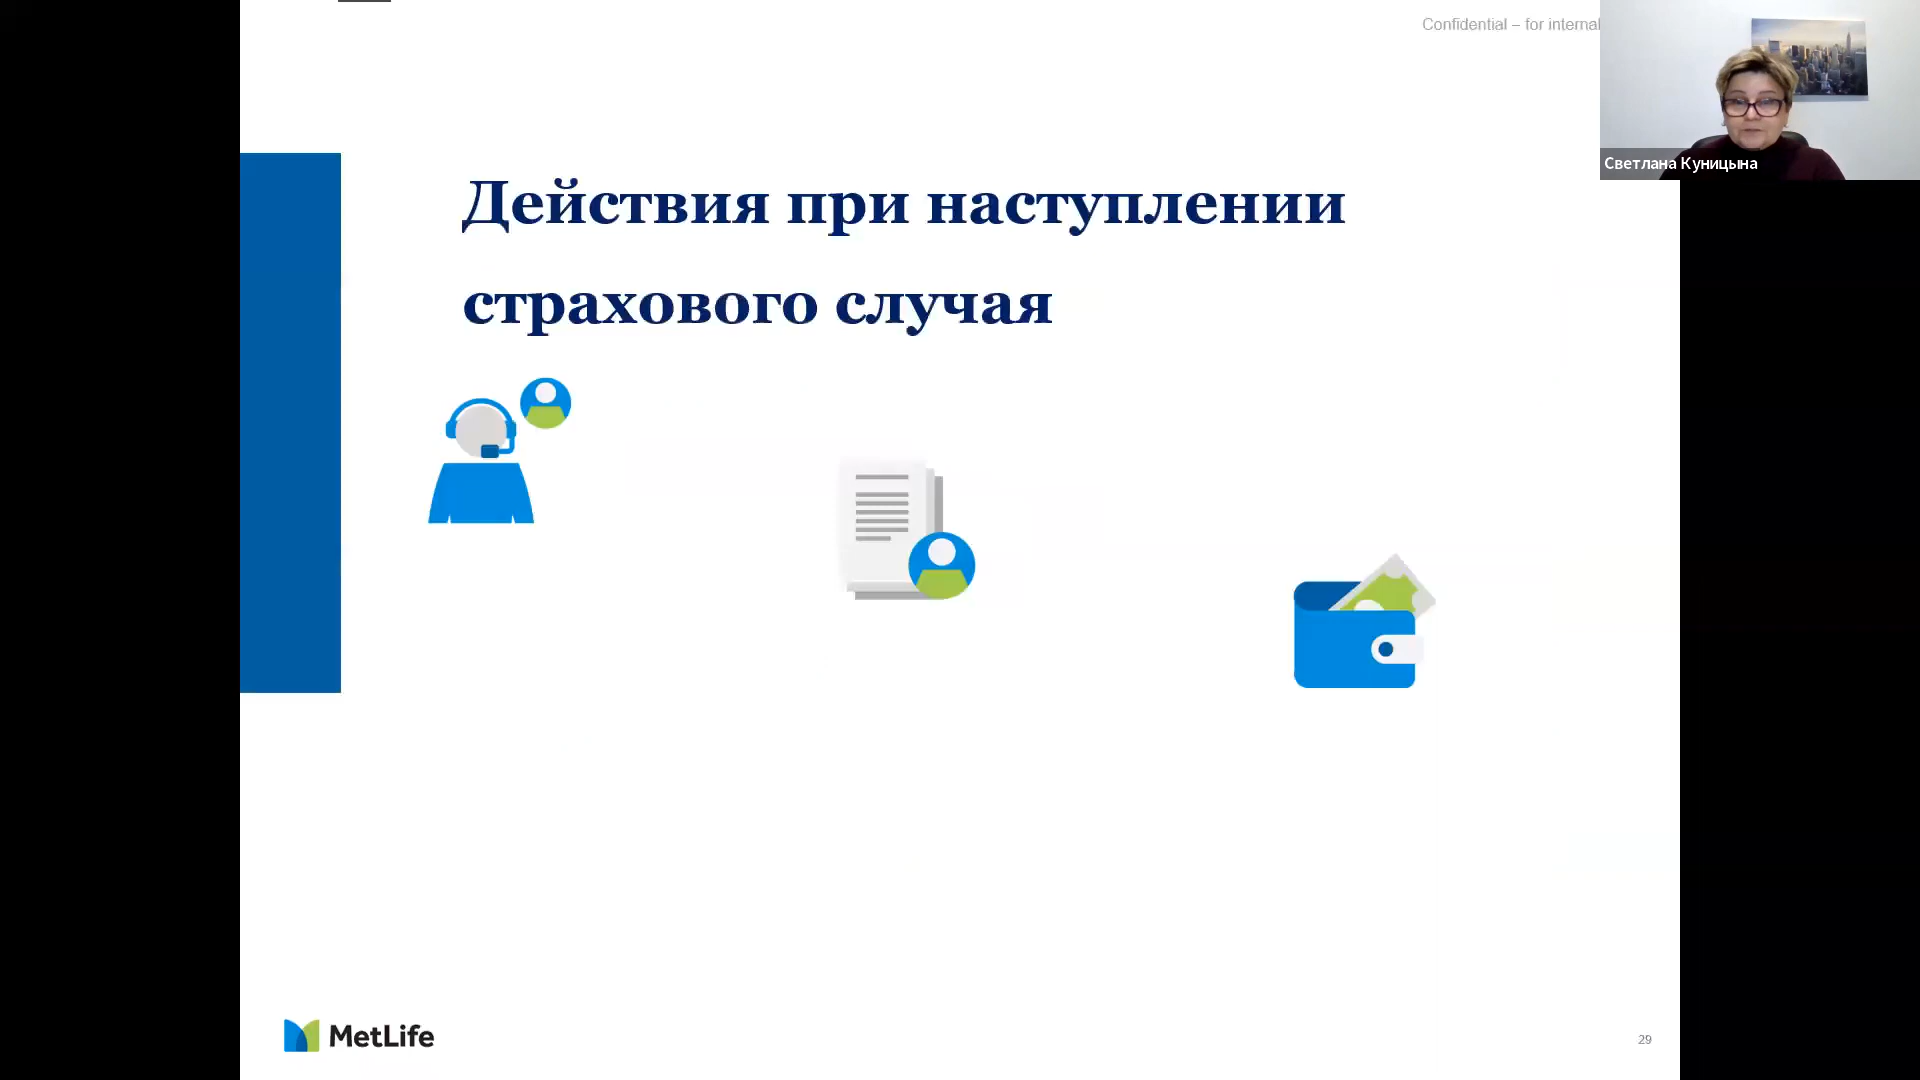 Confidential – for internal
Светлана Куницына
Действия при наступлении
страхового случая
MetLife
29